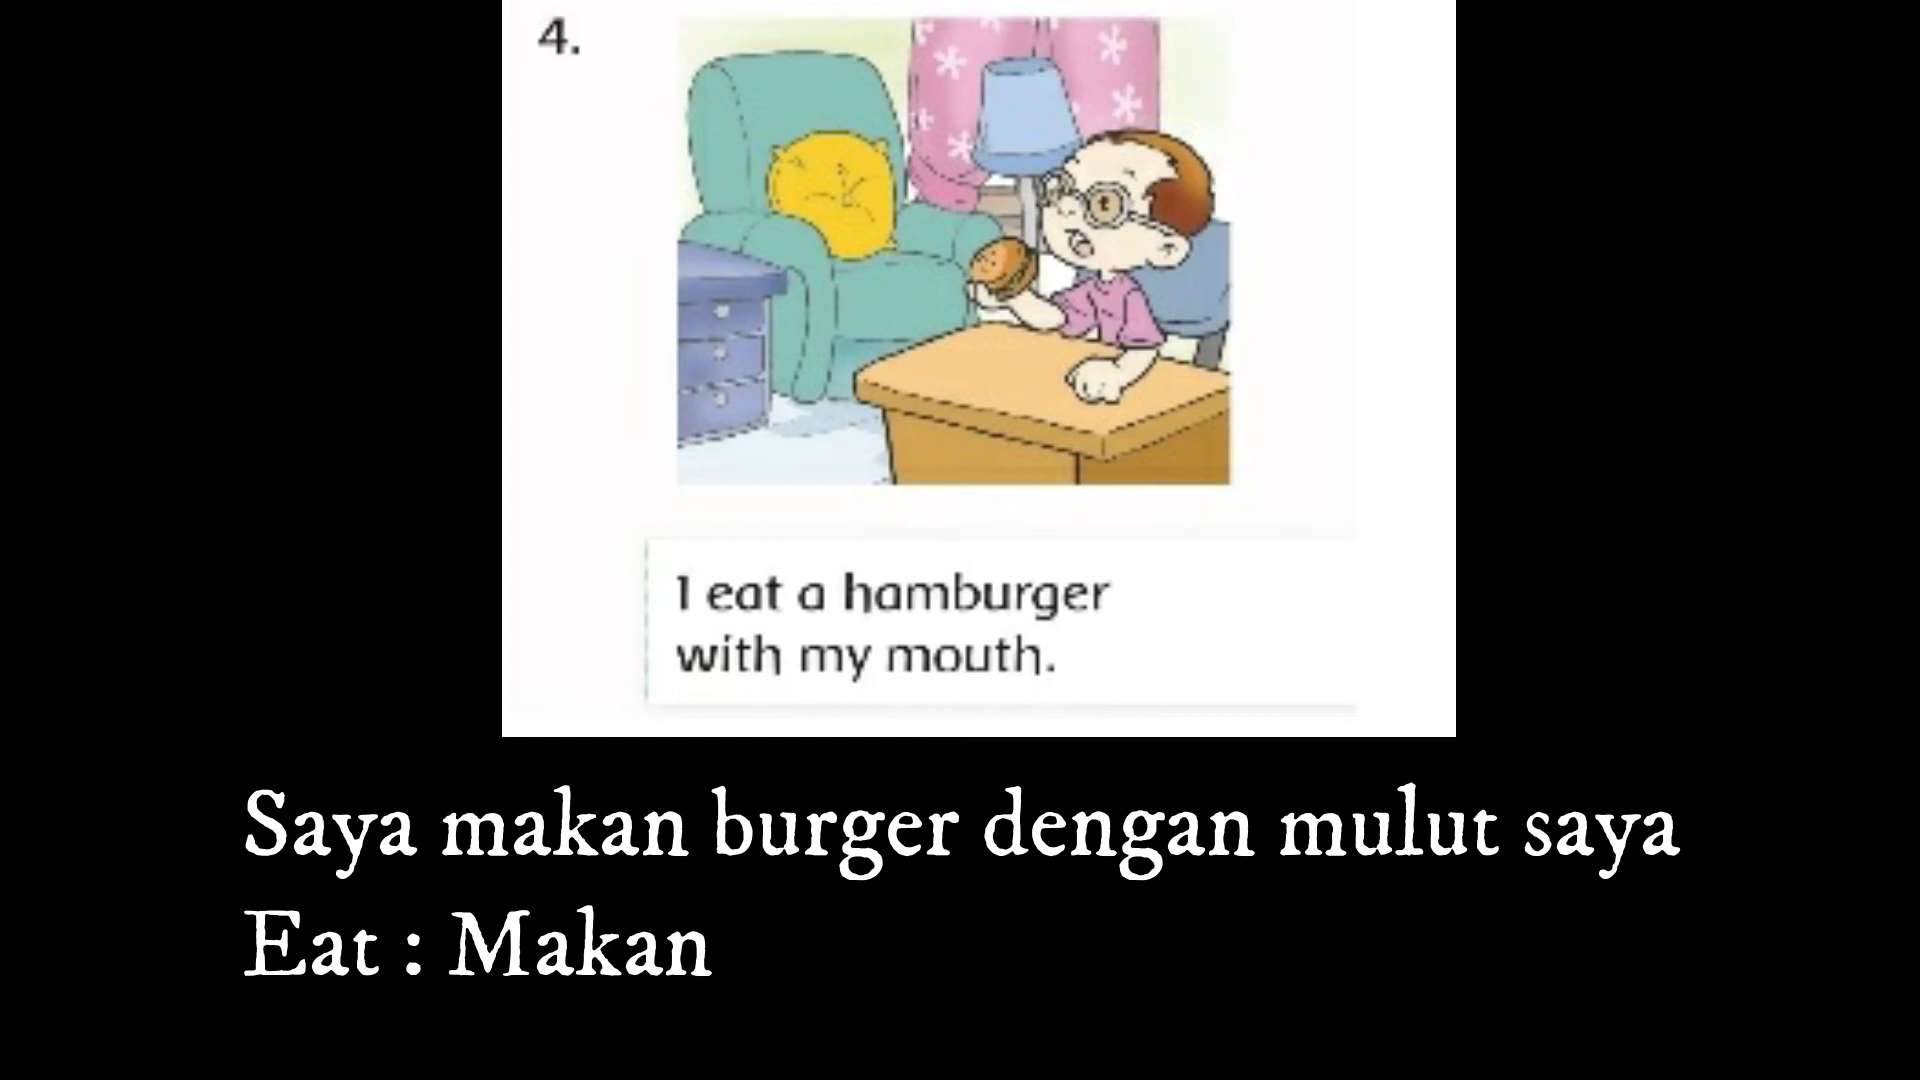 4.
I eat a hamburger
with my mouth.
Saya makan burger dengan mulut saya
Eat : Makan